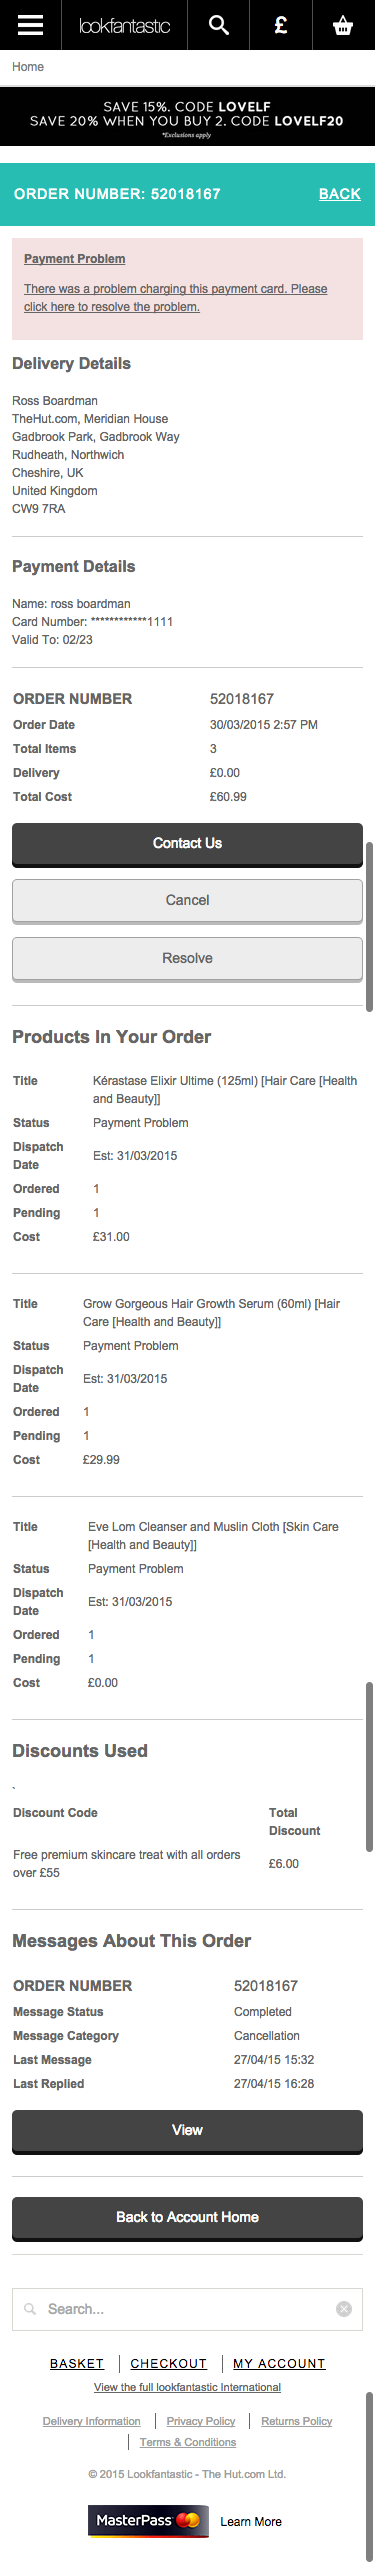 lookfantastic £
Home
SAVE 15%. CODE LOVELF
SAVE 20% WHEN YOU BUY 2. CODE LOVELF20
*Exclusions apply
ORDER NUMBER: 52018167 BACK
Payment Problem
There was a problem charging this payment card. Please
click here to resolve the problem.
Delivery Details
Ross Boardman
TheHut.com, Meridian House
Gadbrook Park, Gadbrook Way
Rudheath, Northwich
Cheshire, UK
United Kingdom
CW9 7RA
Payment Details
Name: ross boardman
Card Number: ************1111
Valid To: 02/23
ORDER NUMBER 52018167
Order Date 30/03/2015 2:57 PM
Total Items 3
Delivery £0.00
Total Cost £60.99
Contact Us
Cancel
Resolve
Products In Your Order
Title Kérastase Elixir Ultime (125ml) [Hair Care [Health
and Beauty]]
Status Payment Problem
Dispatch
Date Est: 31/03/2015
Ordered 1
Pending 1
Cost £31.00
Title Grow Gorgeous Hair Growth Serum (60ml) [Hair
Care [Health and Beauty]]
Status Payment Problem
Dispatch
Date Est: 31/03/2015
Ordered 1
Pending 1
Cost £29.99
Title Eve Lom Cleanser and Muslin Cloth [Skin Care
[Health and Beauty]]
Status Payment Problem
Dispatch
Date Est: 31/03/2015
Ordered 1
Pending 1
Cost £0.00
Discounts Used
`
Discount Code Total
Discount
Free premium skincare treat with all orders
over £55 £6.00
Messages About This Order
ORDER NUMBER 52018167
Message Status Completed
Message Category Cancellation
Last Message 27/04/15 15:32
Last Replied 27/04/15 16:28
View
Back to Account Home
Search...
BASKET CHECKOUT MY ACCOUNT
View the full lookfantastic International
Delivery Information Privacy Policy Returns Policy
Terms & Conditions
© 2015 Lookfantastic - The Hut.com Ltd.
MasterPass Learn More